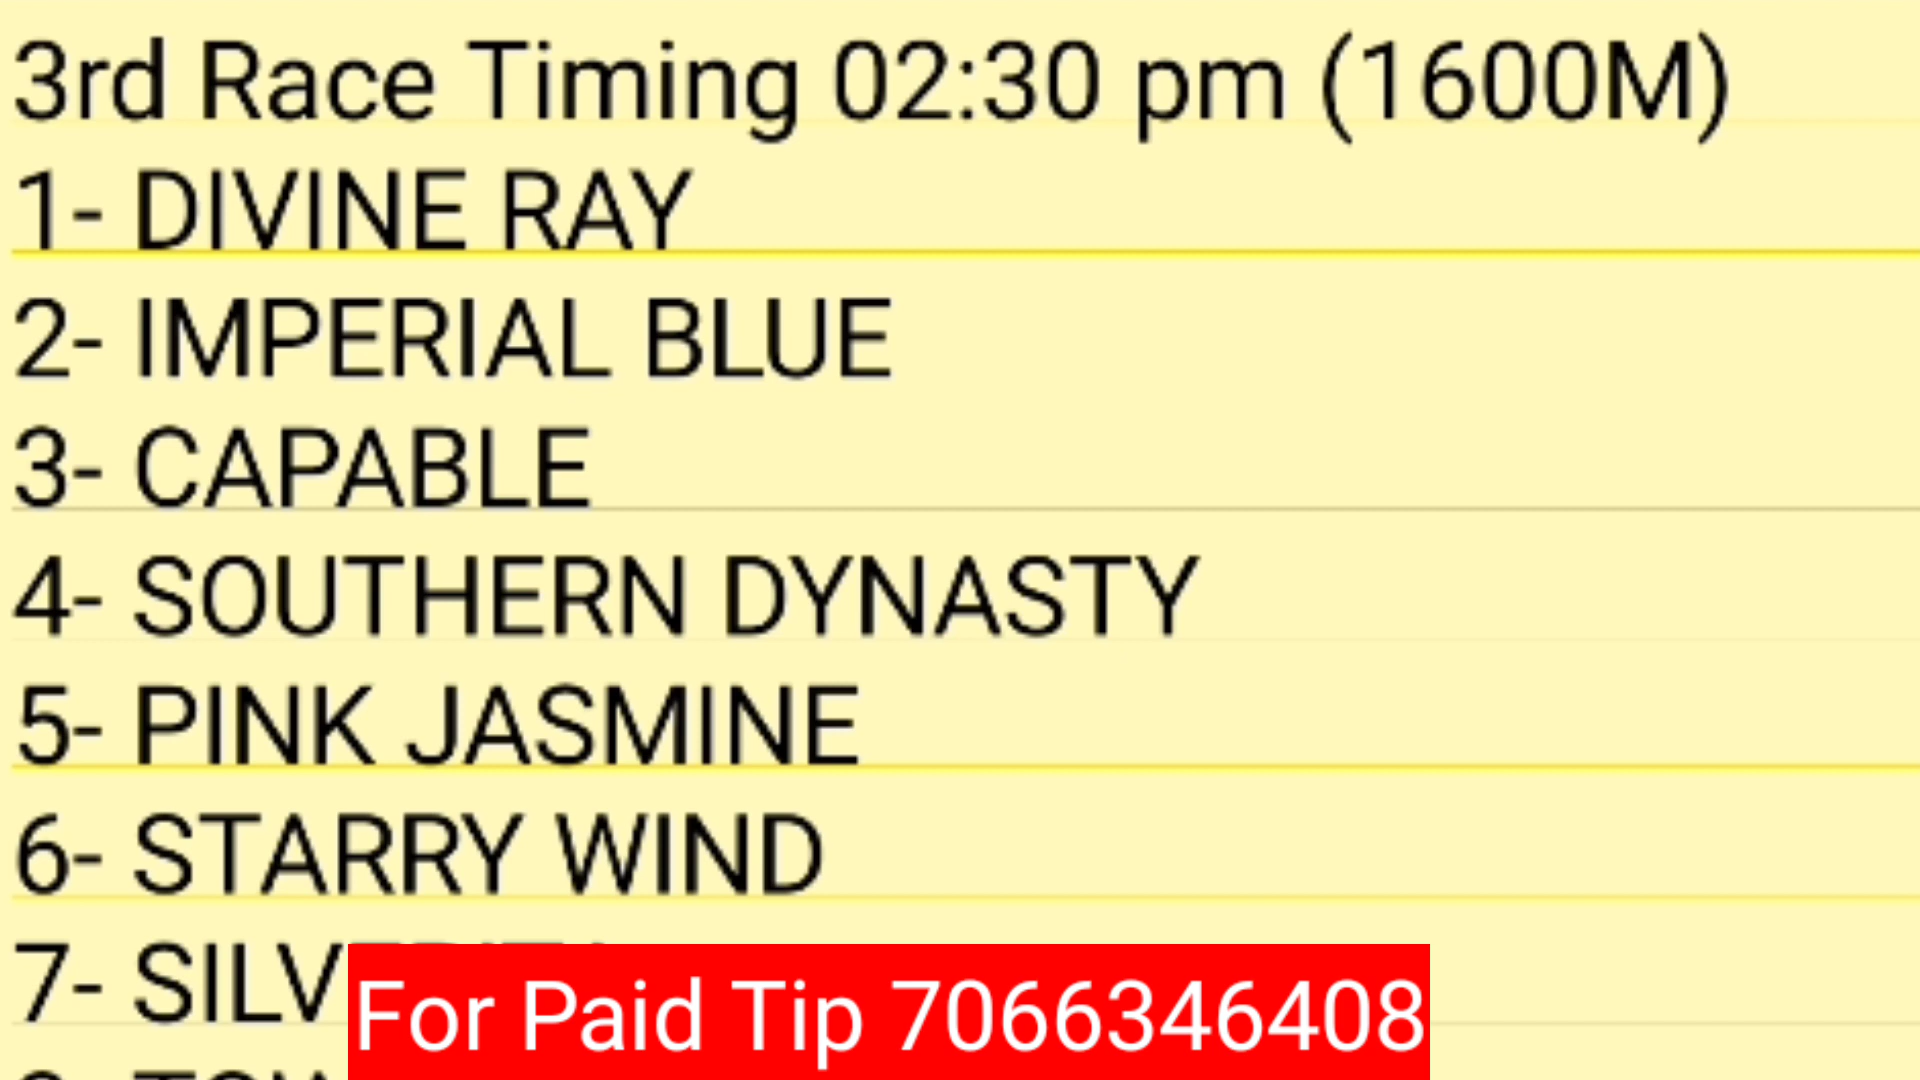 3rd Race Timing 02:30 pm (1600M)
1- DIVINE RAY
2- IMPERIAL BLUE
3- CAPABLE
4- SOUTHERN DYNASTY
5- PINK JASMINE
6- STARRY WIND
7-
For Paid Tip 7066346408